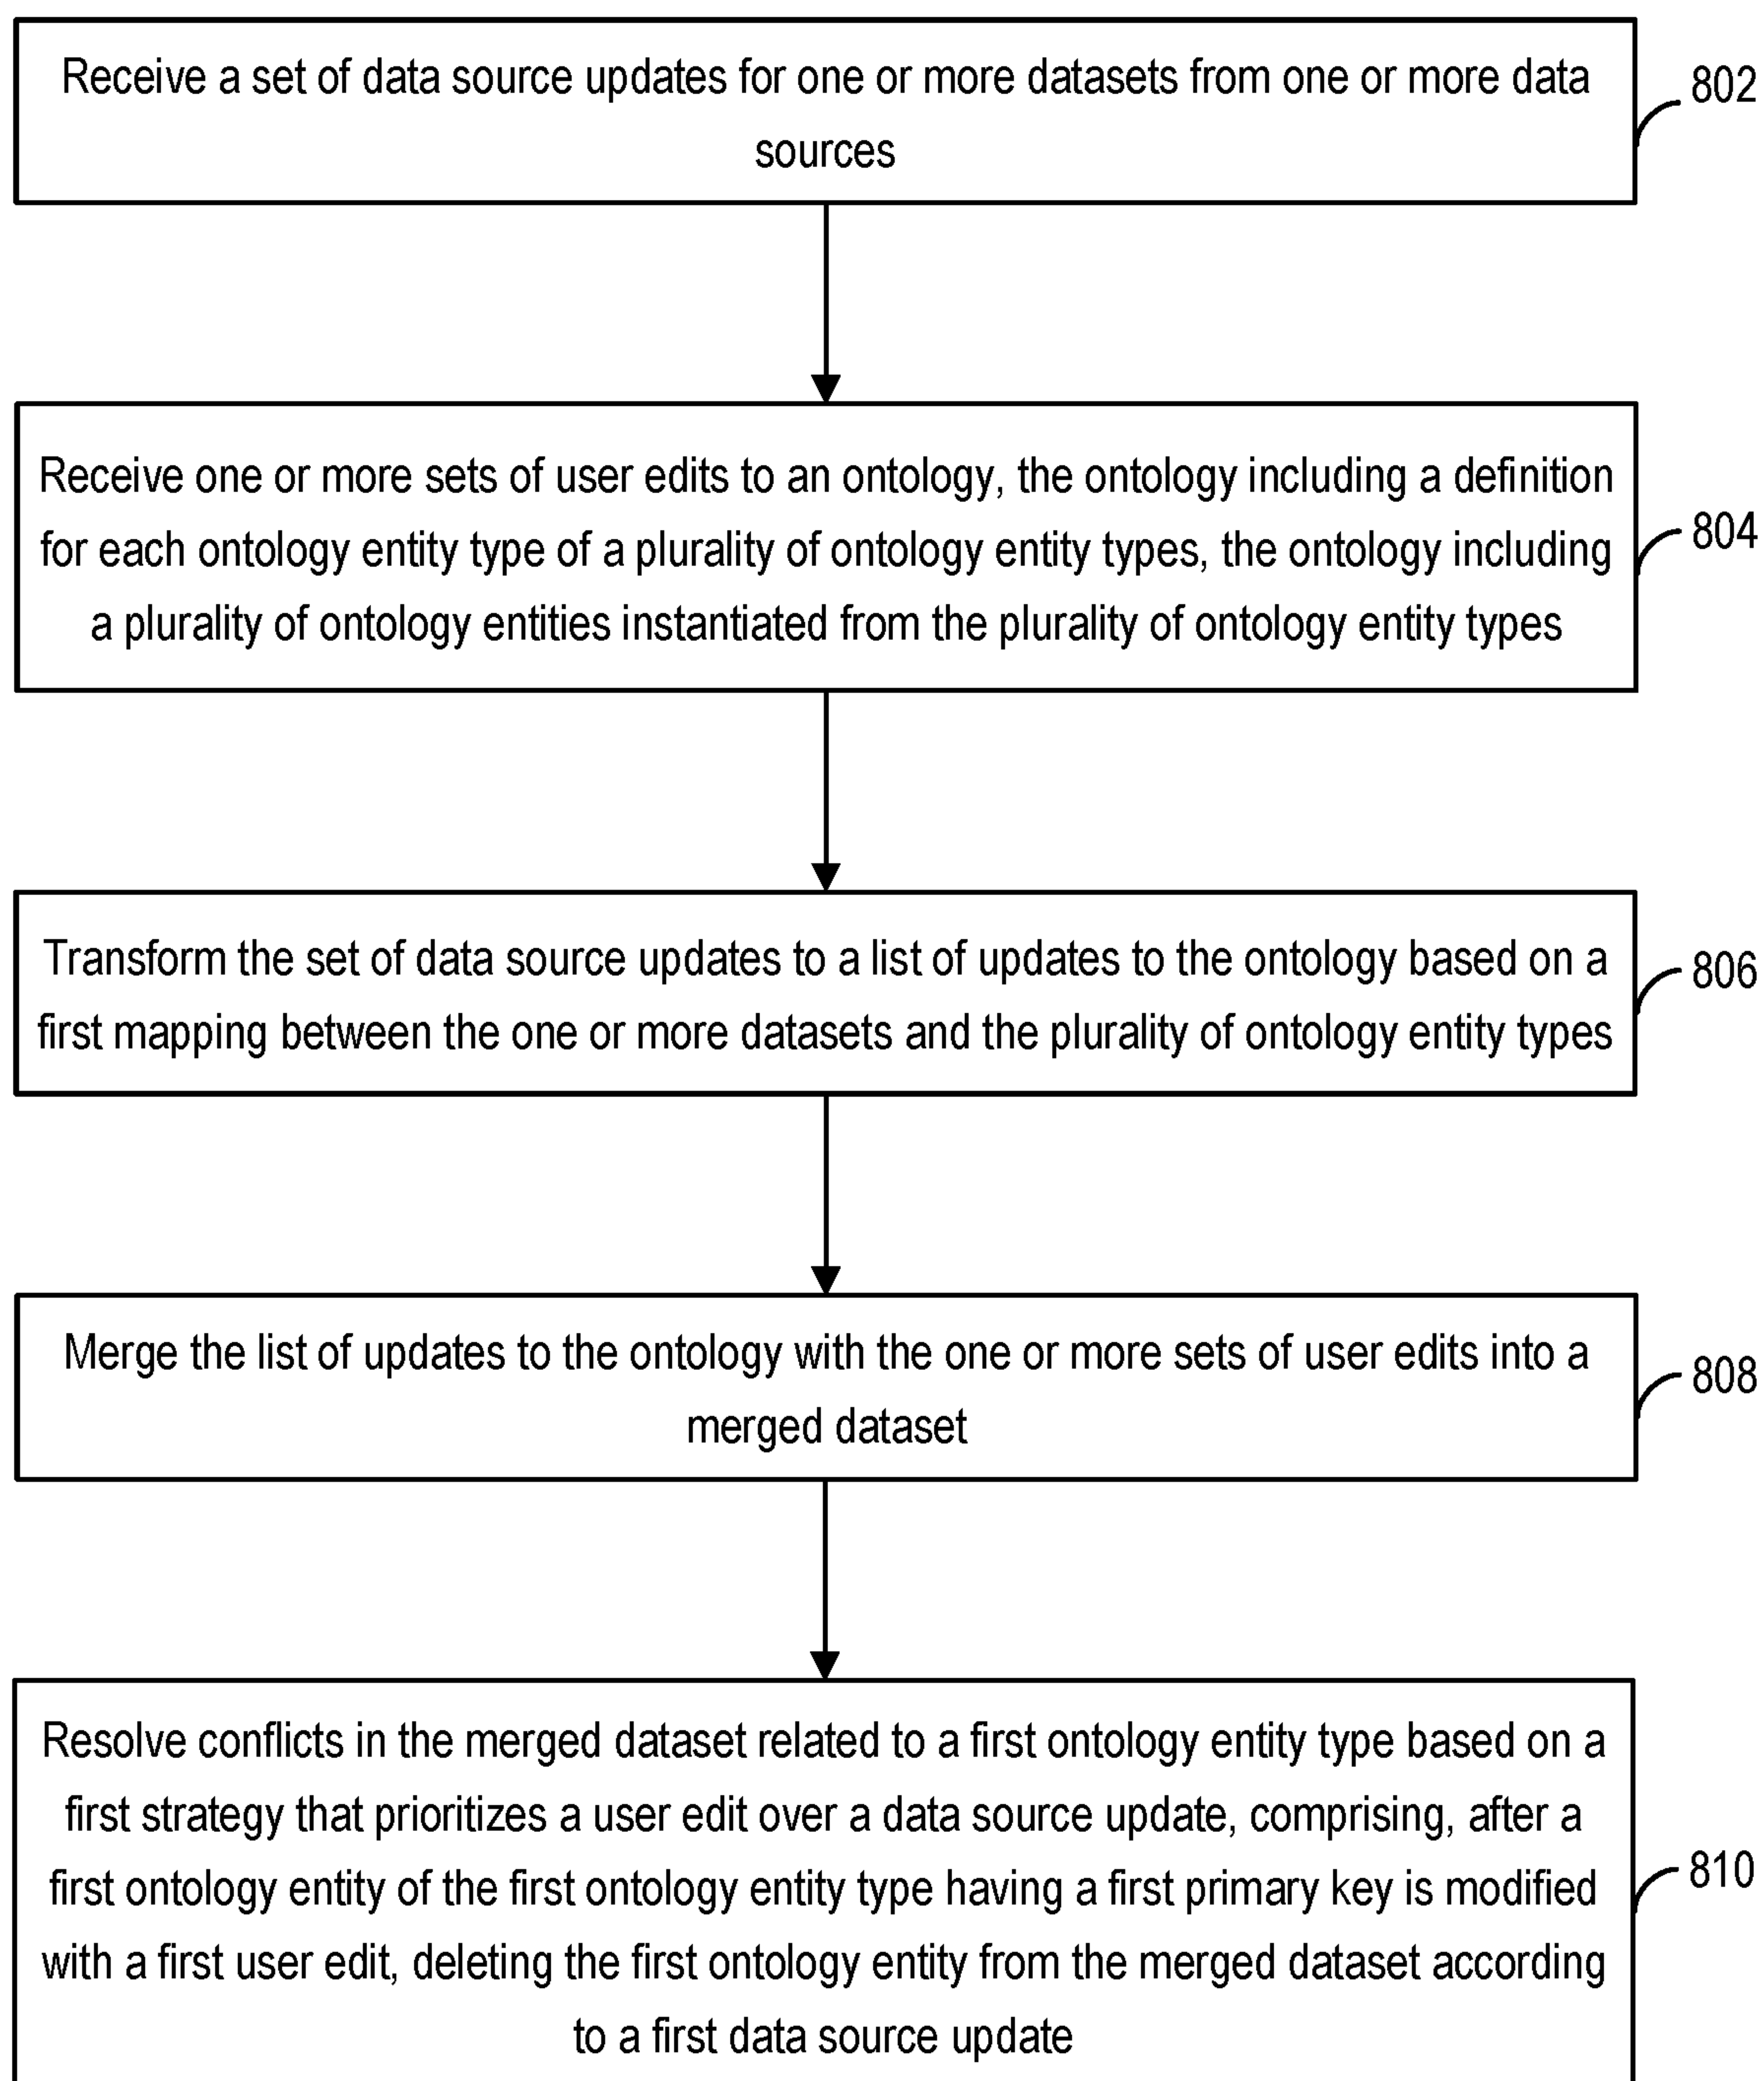 Receive a set of data source updates for one or more datasets from one or more data
sources
802
Receive one or more sets of user edits to an ontology, the ontology including a definition
for each ontology entity type of a plurality of ontology entity types, the ontology including
a plurality of ontology entities instantiated from the plurality of ontology entity types
804
Transform the set of data source updates to a list of updates to the ontology based on a
first mapping between the one or more datasets and the plurality of ontology entity types
806
Merge the list of updates to the ontology with the one or more sets of user edits into a
merged dataset
808
Resolve conflicts in the merged dataset related to a first ontology entity type based on a
first strategy that prioritizes a user edit over a data source update, comprising, after a
first ontology entity of the first ontology entity type having a first primary key is modified
with a first user edit, deleting the first ontology entity from the merged dataset according
to a first data source update
810